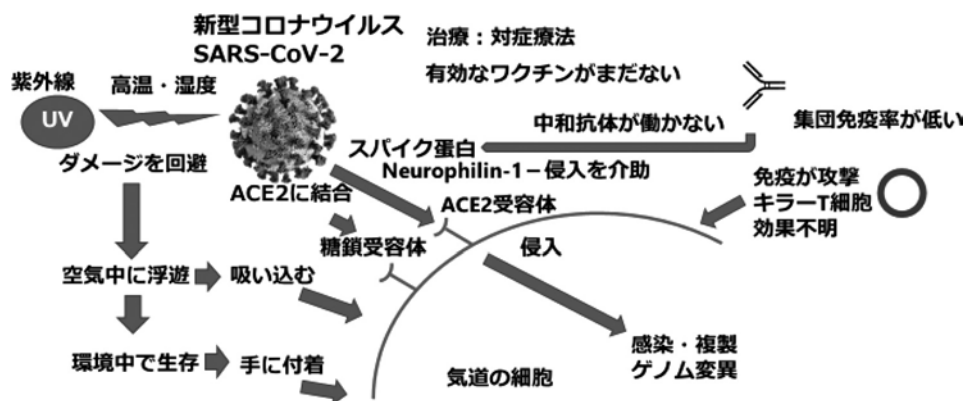 新型コロナウイルス
SARS-CoV-2
治療：対症療法
有効なワクチンがまだない
紫外線
UV
高温・湿度
ダメージを回避
中和抗体が働かない
集団免疫率が低い
スパイク蛋白
Neurophilin-1－侵入を介助
ACE2に結合
ACE2受容体
免疫が攻撃
キラーT細胞
効果不明
糖鎖受容体
侵入
空気中に浮遊
吸い込む
感染・複製
ゲノム変異
環境中で生存
手に付着
気道の細胞